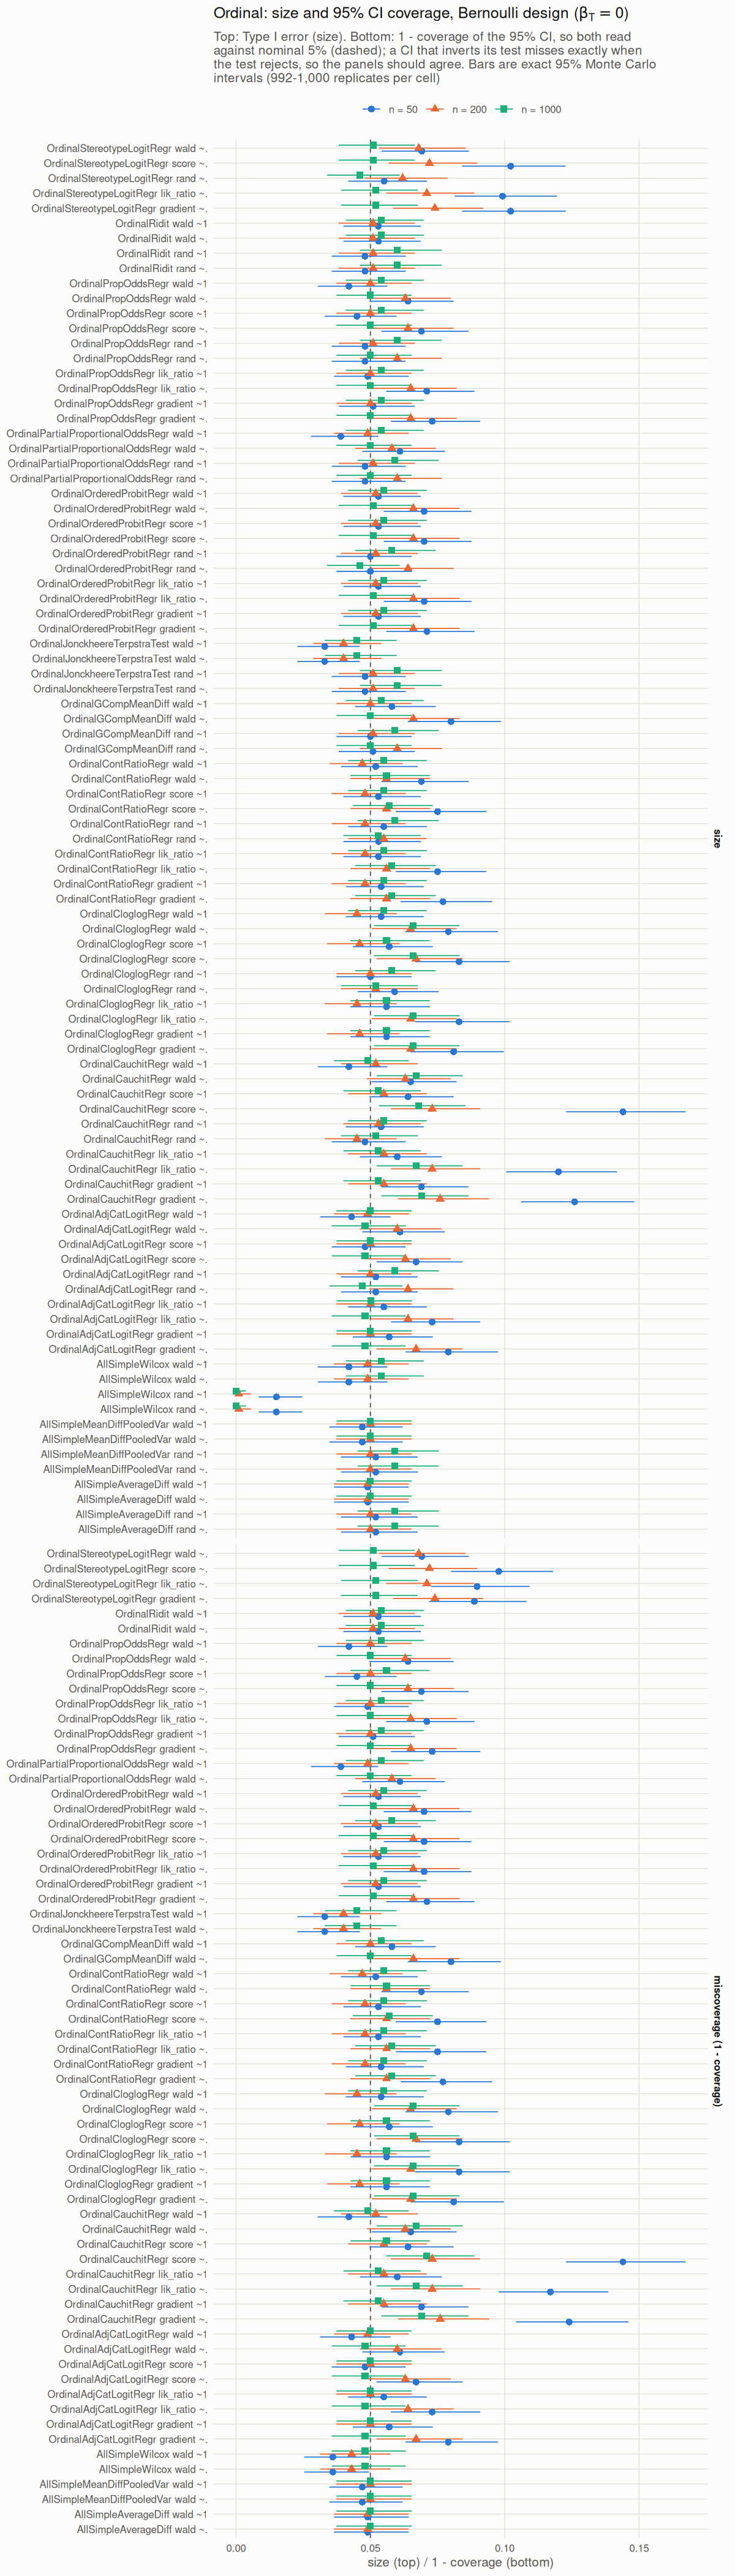 Ordinal: size and 95% CI coverage, Bernoulli design (βT = 0)
Top: Type I error (size). Bottom: 1 - coverage of the 95% CI, so both read
against nominal 5% (dashed); a CI that inverts its test misses exactly when
the test rejects, so the panels should agree. Bars are exact 95% Monte Carlo
intervals (992-1,000 replicates per cell)
n = 50 n = 200 n = 1000
OrdinalStereotypeLogitRegr wald ~.
OrdinalStereotypeLogitRegr score ~.
OrdinalStereotypeLogitRegr rand ~.
OrdinalStereotypeLogitRegr lik_ratio ~.
OrdinalStereotypeLogitRegr gradient ~.
OrdinalRidit wald ~1
OrdinalRidit wald ~.
OrdinalRidit rand ~1
OrdinalRidit rand ~.
OrdinalPropOddsRegr wald ~1
OrdinalPropOddsRegr wald ~.
OrdinalPropOddsRegr score ~1
OrdinalPropOddsRegr score ~.
OrdinalPropOddsRegr rand ~1
OrdinalPropOddsRegr rand ~.
OrdinalPropOddsRegr lik_ratio ~1
OrdinalPropOddsRegr lik_ratio ~.
OrdinalPropOddsRegr gradient ~1
OrdinalPropOddsRegr gradient ~.
OrdinalPartialProportionalOddsRegr wald ~1
OrdinalPartialProportionalOddsRegr wald ~.
OrdinalPartialProportionalOddsRegr rand ~1
OrdinalPartialProportionalOddsRegr rand ~.
OrdinalOrderedProbitRegr wald ~1
OrdinalOrderedProbitRegr wald ~.
OrdinalOrderedProbitRegr score ~1
OrdinalOrderedProbitRegr score ~.
OrdinalOrderedProbitRegr rand ~1
OrdinalOrderedProbitRegr rand ~.
OrdinalOrderedProbitRegr lik_ratio ~1
OrdinalOrderedProbitRegr lik_ratio ~.
OrdinalOrderedProbitRegr gradient ~1
OrdinalOrderedProbitRegr gradient ~.
OrdinalJonckheereTerpstraTest wald ~1
OrdinalJonckheereTerpstraTest wald ~.
OrdinalJonckheereTerpstraTest rand ~1
OrdinalJonckheereTerpstraTest rand ~.
OrdinalGCompMeanDiff wald ~1
OrdinalGCompMeanDiff wald ~.
OrdinalGCompMeanDiff rand ~1
OrdinalGCompMeanDiff rand ~.
OrdinalContRatioRegr wald ~1
OrdinalContRatioRegr wald ~.
OrdinalContRatioRegr score ~1
OrdinalContRatioRegr score ~.
OrdinalContRatioRegr rand ~1
OrdinalContRatioRegr rand ~.
OrdinalContRatioRegr lik_ratio ~1
OrdinalContRatioRegr lik_ratio ~.
OrdinalContRatioRegr gradient ~1
OrdinalContRatioRegr gradient ~.
OrdinalCloglogRegr wald ~1
OrdinalCloglogRegr wald ~.
OrdinalCloglogRegr score ~1
OrdinalCloglogRegr score ~.
OrdinalCloglogRegr rand ~1
OrdinalCloglogRegr rand ~.
OrdinalCloglogRegr lik_ratio ~1
OrdinalCloglogRegr lik_ratio ~.
OrdinalCloglogRegr gradient ~1
OrdinalCloglogRegr gradient ~.
OrdinalCauchitRegr wald ~1
OrdinalCauchitRegr wald ~.
OrdinalCauchitRegr score ~1
OrdinalCauchitRegr score ~.
OrdinalCauchitRegr rand ~1
OrdinalCauchitRegr rand ~.
OrdinalCauchitRegr lik_ratio ~1
OrdinalCauchitRegr lik_ratio ~.
OrdinalCauchitRegr gradient ~1
OrdinalCauchitRegr gradient ~.
OrdinalAdjCatLogitRegr wald ~1
OrdinalAdjCatLogitRegr wald ~.
OrdinalAdjCatLogitRegr score ~1
OrdinalAdjCatLogitRegr score ~.
OrdinalAdjCatLogitRegr rand ~1
OrdinalAdjCatLogitRegr rand ~.
OrdinalAdjCatLogitRegr lik_ratio ~1
OrdinalAdjCatLogitRegr lik_ratio ~.
OrdinalAdjCatLogitRegr gradient ~1
OrdinalAdjCatLogitRegr gradient ~.
AllSimpleWilcox wald ~1
AllSimpleWilcox wald ~.
AllSimpleWilcox rand ~1
AllSimpleWilcox rand ~.
AllSimpleMeanDiffPooledVar wald ~1
AllSimpleMeanDiffPooledVar wald ~.
AllSimpleMeanDiffPooledVar rand ~1
AllSimpleMeanDiffPooledVar rand ~.
AllSimpleAverageDiff wald ~1
AllSimpleAverageDiff wald ~.
AllSimpleAverageDiff rand ~1
AllSimpleAverageDiff rand ~.
size
OrdinalStereotypeLogitRegr wald ~.
OrdinalStereotypeLogitRegr score ~.
OrdinalStereotypeLogitRegr lik_ratio ~.
OrdinalStereotypeLogitRegr gradient ~.
OrdinalRidit wald ~1
OrdinalRidit wald ~.
OrdinalPropOddsRegr wald ~1
OrdinalPropOddsRegr wald ~.
OrdinalPropOddsRegr score ~1
OrdinalPropOddsRegr score ~.
OrdinalPropOddsRegr lik_ratio ~1
OrdinalPropOddsRegr lik_ratio ~.
OrdinalPropOddsRegr gradient ~1
OrdinalPropOddsRegr gradient ~.
OrdinalPartialProportionalOddsRegr wald ~1
OrdinalPartialProportionalOddsRegr wald ~.
OrdinalOrderedProbitRegr wald ~1
OrdinalOrderedProbitRegr wald ~.
OrdinalOrderedProbitRegr score ~1
OrdinalOrderedProbitRegr score ~.
OrdinalOrderedProbitRegr lik_ratio ~1
OrdinalOrderedProbitRegr lik_ratio ~.
OrdinalOrderedProbitRegr gradient ~1
OrdinalOrderedProbitRegr gradient ~.
OrdinalJonckheereTerpstraTest wald ~1
OrdinalJonckheereTerpstraTest wald ~.
OrdinalGCompMeanDiff wald ~1
OrdinalGCompMeanDiff wald ~.
OrdinalContRatioRegr wald ~1
OrdinalContRatioRegr wald ~.
OrdinalContRatioRegr score ~1
OrdinalContRatioRegr score ~.
OrdinalContRatioRegr lik_ratio ~1
OrdinalContRatioRegr lik_ratio ~.
OrdinalContRatioRegr gradient ~1
OrdinalContRatioRegr gradient ~.
OrdinalCloglogRegr wald ~1
OrdinalCloglogRegr wald ~.
OrdinalCloglogRegr score ~1
OrdinalCloglogRegr score ~.
OrdinalCloglogRegr lik_ratio ~1
OrdinalCloglogRegr lik_ratio ~.
OrdinalCloglogRegr gradient ~1
OrdinalCloglogRegr gradient ~.
OrdinalCauchitRegr wald ~1
OrdinalCauchitRegr wald ~.
OrdinalCauchitRegr score ~1
OrdinalCauchitRegr score ~.
OrdinalCauchitRegr lik_ratio ~1
OrdinalCauchitRegr lik_ratio ~.
OrdinalCauchitRegr gradient ~1
OrdinalCauchitRegr gradient ~.
OrdinalAdjCatLogitRegr wald ~1
OrdinalAdjCatLogitRegr wald ~.
OrdinalAdjCatLogitRegr score ~1
OrdinalAdjCatLogitRegr score ~.
OrdinalAdjCatLogitRegr lik_ratio ~1
OrdinalAdjCatLogitRegr lik_ratio ~.
OrdinalAdjCatLogitRegr gradient ~1
OrdinalAdjCatLogitRegr gradient ~.
AllSimpleWilcox wald ~1
AllSimpleWilcox wald ~.
AllSimpleMeanDiffPooledVar wald ~1
AllSimpleMeanDiffPooledVar wald ~.
AllSimpleAverageDiff wald ~1
AllSimpleAverageDiff wald ~.
miscoverage (1 - coverage)
0.00 0.05 0.10 0.15
size (top) / 1 - coverage (bottom)